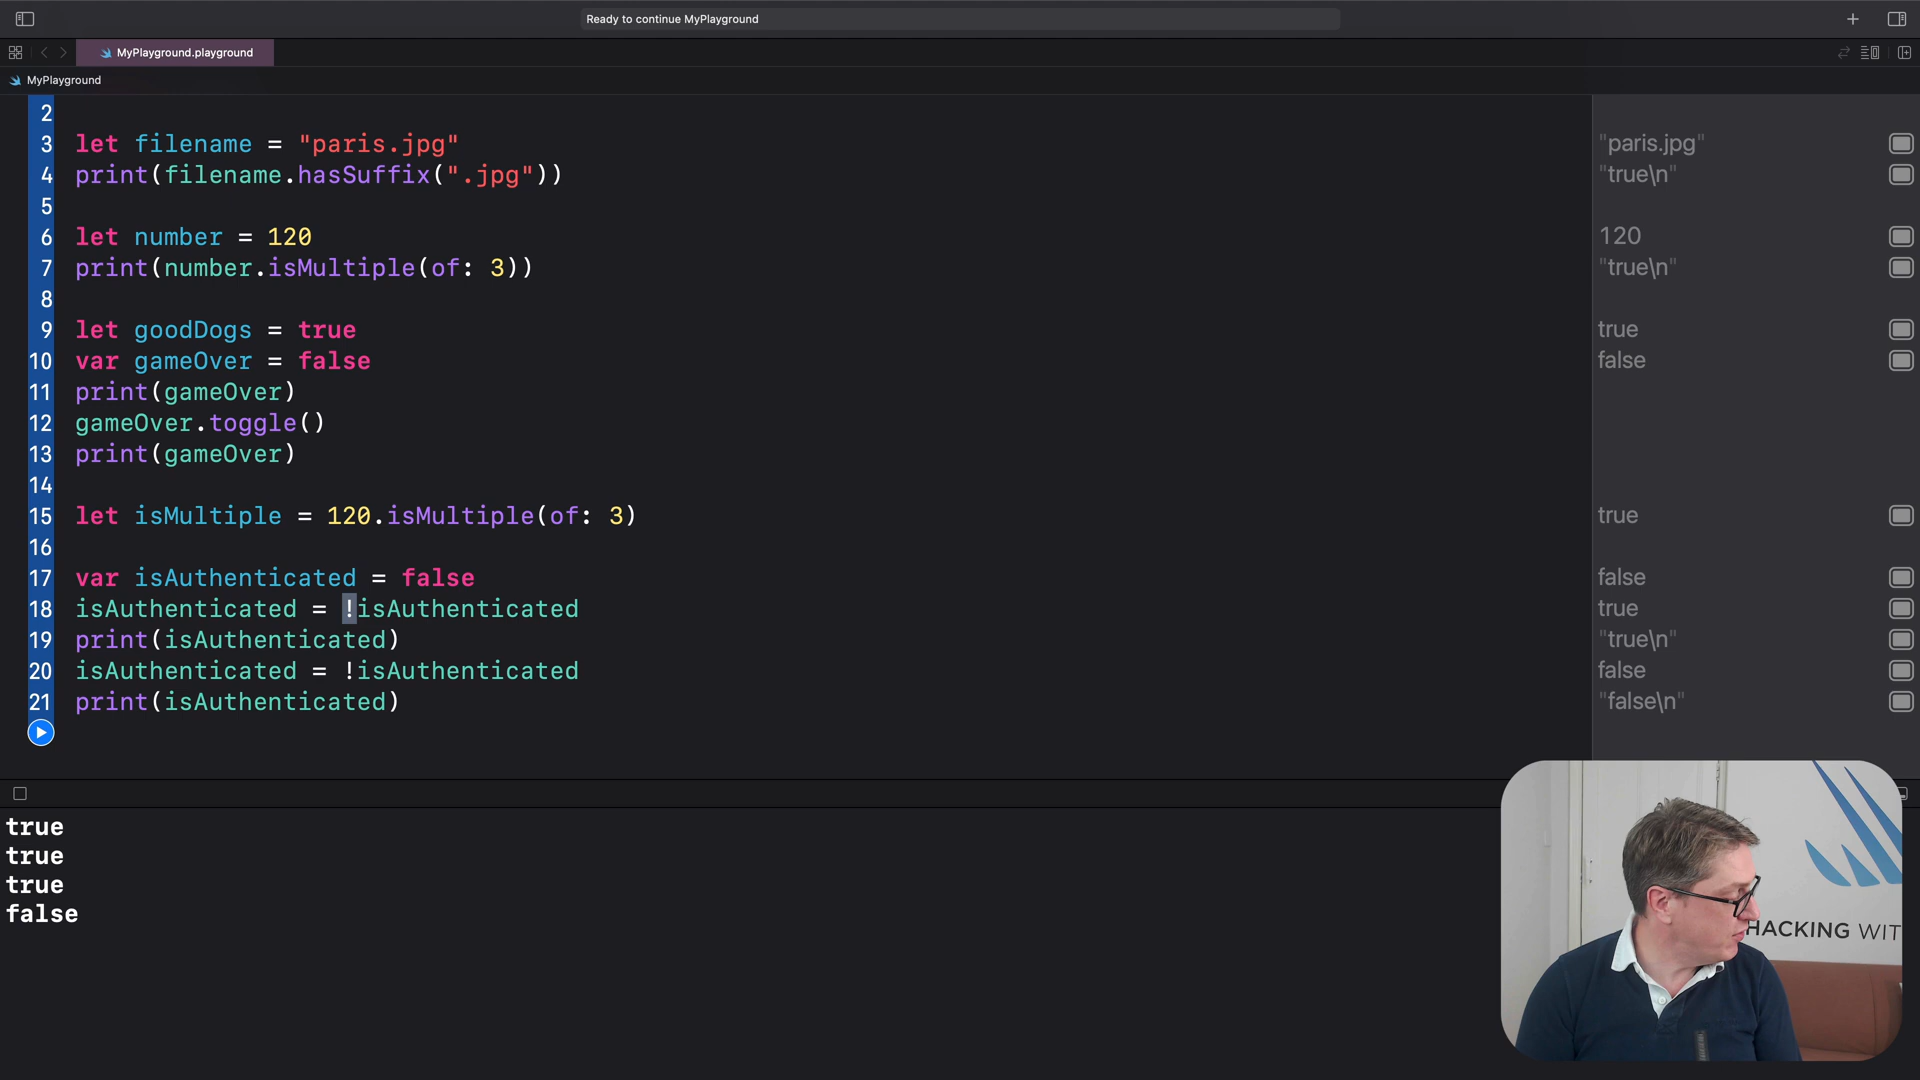 Ready to continue MyPlayground
MyPlayground.playground
MyPlayground
2
3 let filename = "paris.jpg" "paris.jpg"
4 print(filename.hasSuffix(".jpg")) "true\n"
5
6 let number = 120 120
7 print(number.isMultiple(of: 3)) "true\n"
8
9 let goodDogs = true true
10 var gameOver = false false
11 print(gameOver)
12 gameOver.toggle()
13 print(gameOver)
14
15 let isMultiple = 120.isMultiple(of: 3) true
16
17 var isAuthenticated = false false
18 isAuthenticated = !isAuthenticated true
19 print(isAuthenticated) "true\n"
20 isAuthenticated = !isAuthenticated false
21 print(isAuthenticated) "false\n"
true
true
true
false
HACKING WIT